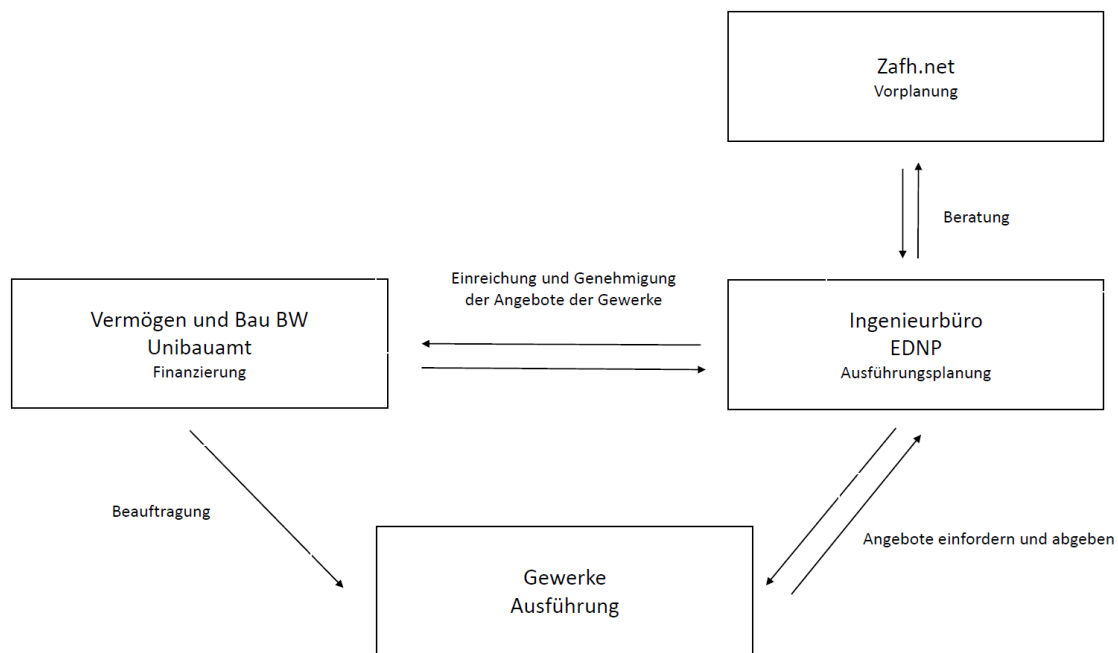 Zafh.net
Vorplanung
Beratung
Einreichung und Genehmigung
der Angebote der Gewerke
Vermögen und Bau BW
Unibauamt
Finanzierung
Ingenieurbüro
EDNP
Ausführungsplanung
Beauftragung
Angebote einfordern und abgeben
Gewerke
Ausführung